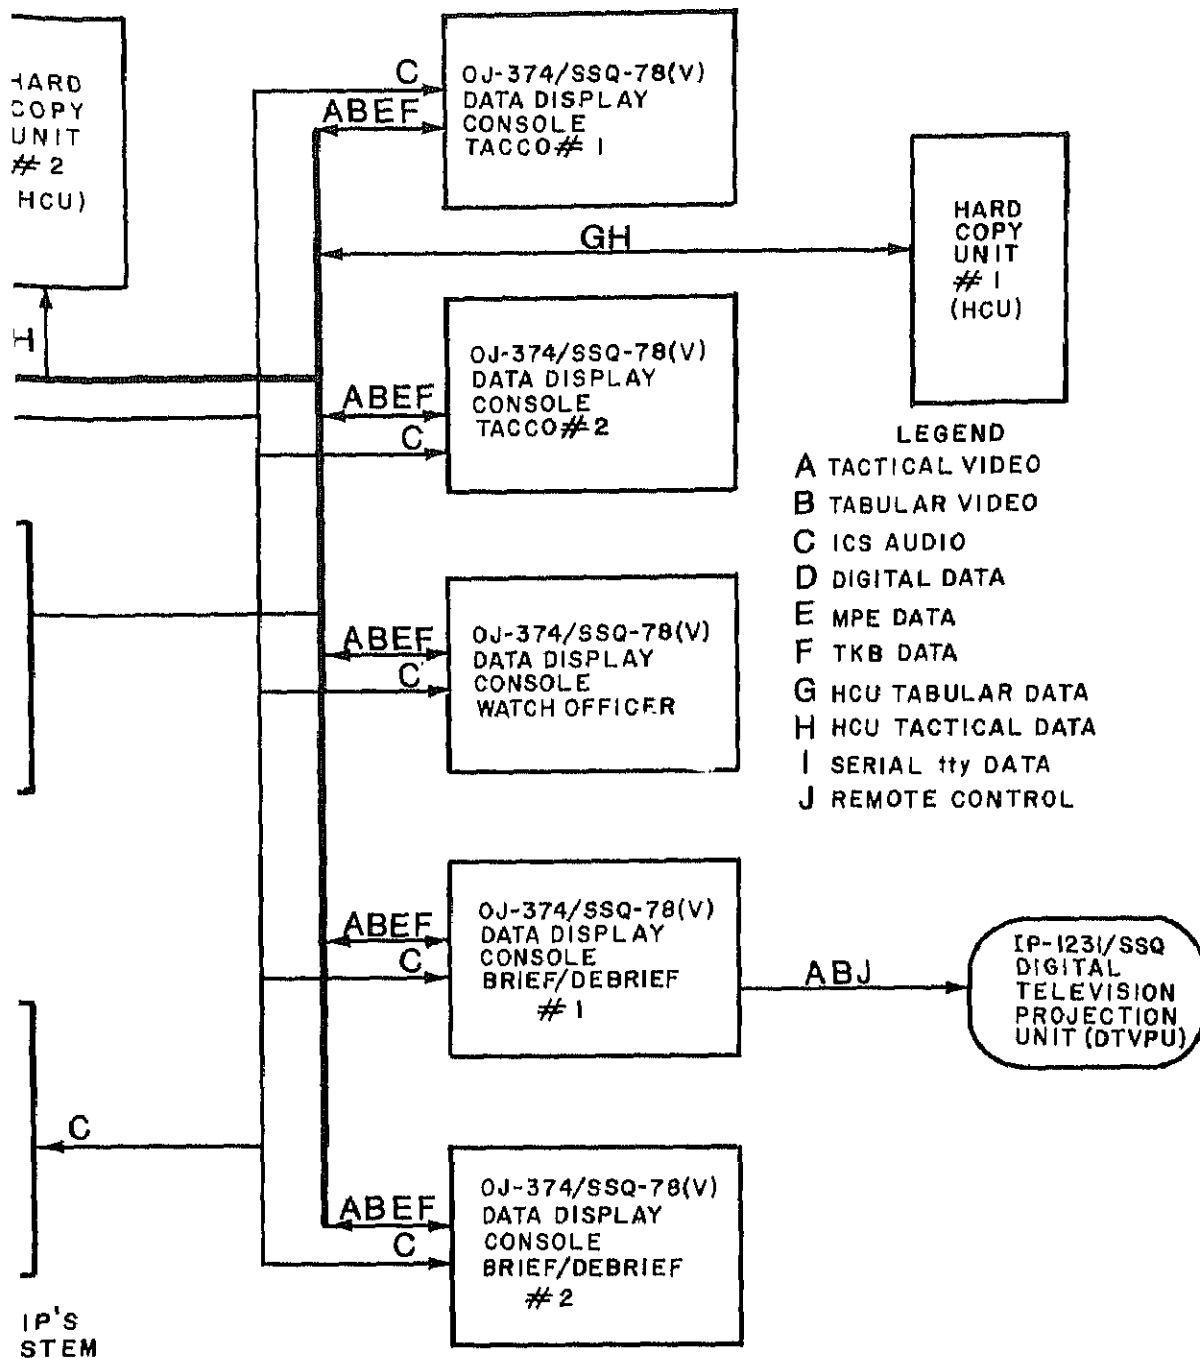 HARD
COPY
UNIT
# 2
HCU)
H
C
ABEF
OJ-374/SSQ-78(V)
DATA DISPLAY
CONSOLE
TACCO # 1
GH
HARD
COPY
UNIT
# 1
(HCU)
ABEF
C
OJ-374/SSQ-78(V)
DATA DISPLAY
CONSOLE
TACCO # 2
LEGEND
A TACTICAL VIDEO
B TABULAR VIDEO
C ICS AUDIO
D DIGITAL DATA
E MPE DATA
F TKB DATA
G HCU TABULAR DATA
H HCU TACTICAL DATA
I SERIAL tty DATA
J REMOTE CONTROL
ABEF
C
OJ-374/SSQ-78(V)
DATA DISPLAY
CONSOLE
WATCH OFFICER
ABEF
C
OJ-374/SSQ-78(V)
DATA DISPLAY
CONSOLE
BRIEF/DEBRIEF
# 1
ABJ
IP-1231/SSQ
DIGITAL
TELEVISION
PROJECTION
UNIT (DTVPU)
C
ABEF
C
OJ-374/SSQ-78(V)
DATA DISPLAY
CONSOLE
BRIEF/DEBRIEF
# 2
IP'S
STEM